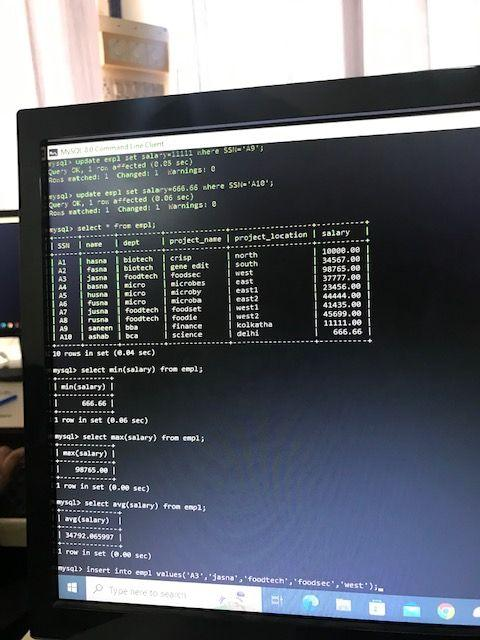 MySQL 8.0 Command Line Client
mysql> update empl set salary=11111 where SSN='A9';
Query OK, 1 row affected (0.05 sec)
Rows matched: 1  Changed: 1  Warnings: 0
mysql> update empl set salary=666.66 where SSN='A10';
Query OK, 1 row affected (0.06 sec)
Rows matched: 1  Changed: 1  Warnings: 0
mysql> select * from empl;
| SSN | name | dept | project_name | project_location | salary |
| A1 | hasna | biotech | crisp | north | 10000.00 |
| A2 | fasna | biotech | gene edit | south | 34567.00 |
| A3 | jasna | foodtech | foodsec | west | 98765.00 |
| A4 | basna | micro | microbes | east | 37777.00 |
| A5 | husna | micro | microby | east1 | 23456.00 |
| A6 | fusna | micro | microba | east2 | 44444.00 |
| A7 | jusna | foodtech | foodset | west1 | 41435.00 |
| A8 | rusna | foodtech | foodie | west2 | 45699.00 |
| A9 | saneen | bba | finance | kolkatha | 11111.00 |
| A10 | ashab | bca | science | delhi | 666.66 |
10 rows in set (0.04 sec)
mysql> select min(salary) from empl;
| min(salary) |
| 666.66 |
1 row in set (0.06 sec)
mysql> select max(salary) from empl;
| max(salary) |
| 98765.00 |
1 row in set (0.00 sec)
mysql> select avg(salary) from empl;
| avg(salary) |
| 34792.065997 |
1 row in set (0.00 sec)
mysql> insert into empl values('A3','jasna','foodtech','foodsec','west');_
Type here to search